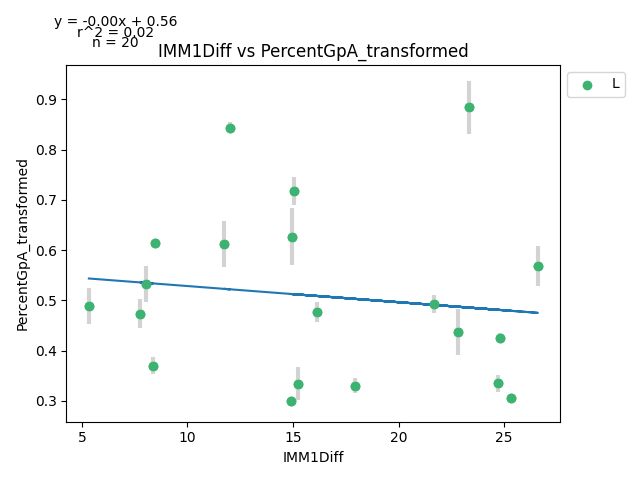 y = -0.00x + 0.56
r^2 = 0.02
n = 20
IMM1Diff vs PercentGpA_transformed
L
0.9
0.8
0.7
0.6
0.5
0.4
0.3
PercentGpA_transformed
5 10 15 20 25
IMM1Diff